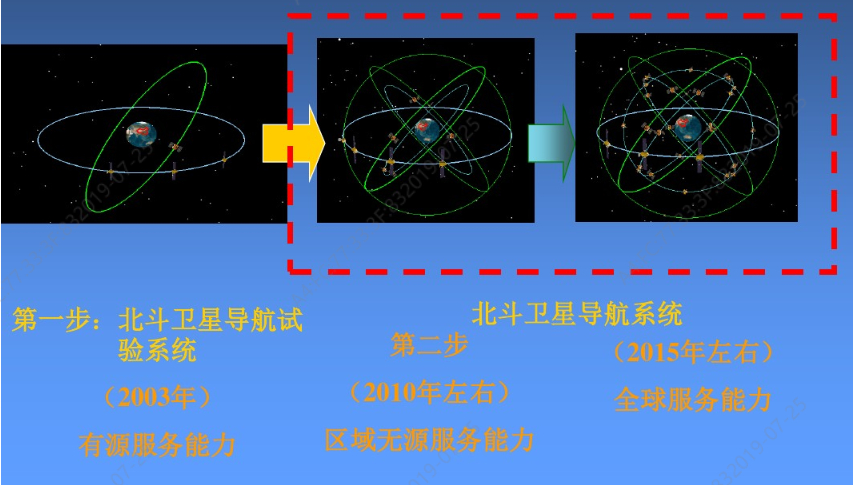 第一步：北斗卫星导航试
验系统
（2003年）
有源服务能力
北斗卫星导航系统
第二步
（2010年左右）
区域无源服务能力
（2015年左右）
全球服务能力